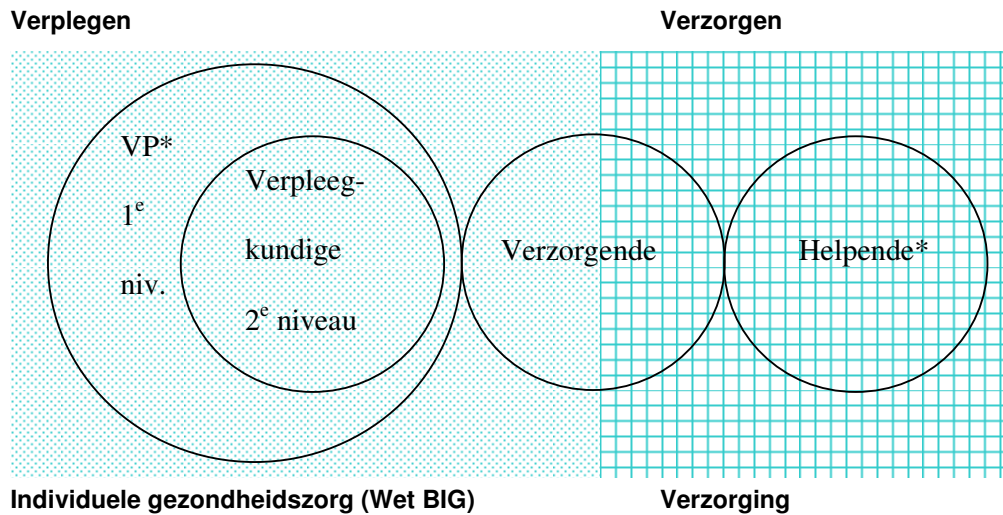 Verplegen Verzorgen
VP*
1e
niv.
Verpleeg-
kundige
2e niveau
Verzorgende
Helpende*
Individuele gezondheidszorg (Wet BIG) Verzorging